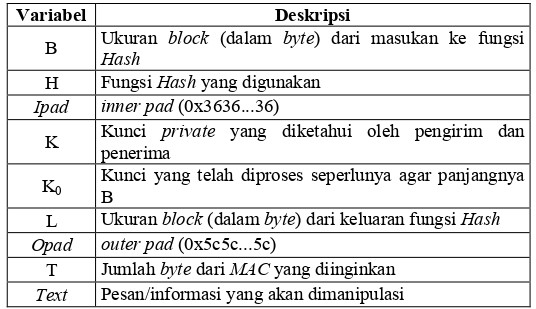 Variabel Deskripsi
B Ukuran block (dalam byte) dari masukan ke fungsi
Hash
H Fungsi Hash yang digunakan
Ipad inner pad (0x3636...36)
K Kunci private yang diketahui oleh pengirim dan
penerima
K₀ Kunci yang telah diproses seperlunya agar panjangnya
B
L Ukuran block (dalam byte) dari keluaran fungsi Hash
Opad outer pad (0x5c5c...5c)
T Jumlah byte dari MAC yang diinginkan
Text Pesan/informasi yang akan dimanipulasi